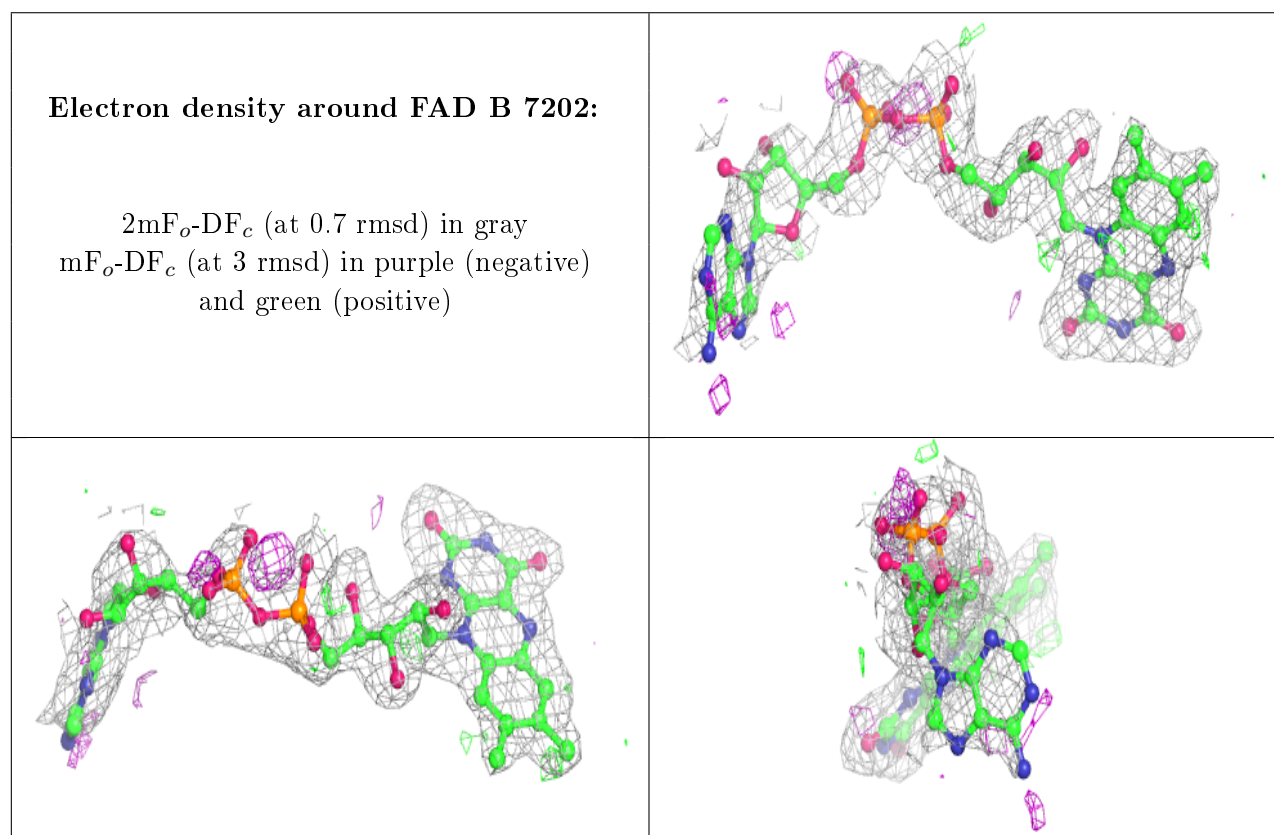 Electron density around FAD B 7202:
2mFₒ-DF𝒸 (at 0.7 rmsd) in gray
mFₒ-DF𝒸 (at 3 rmsd) in purple (negative)
and green (positive)